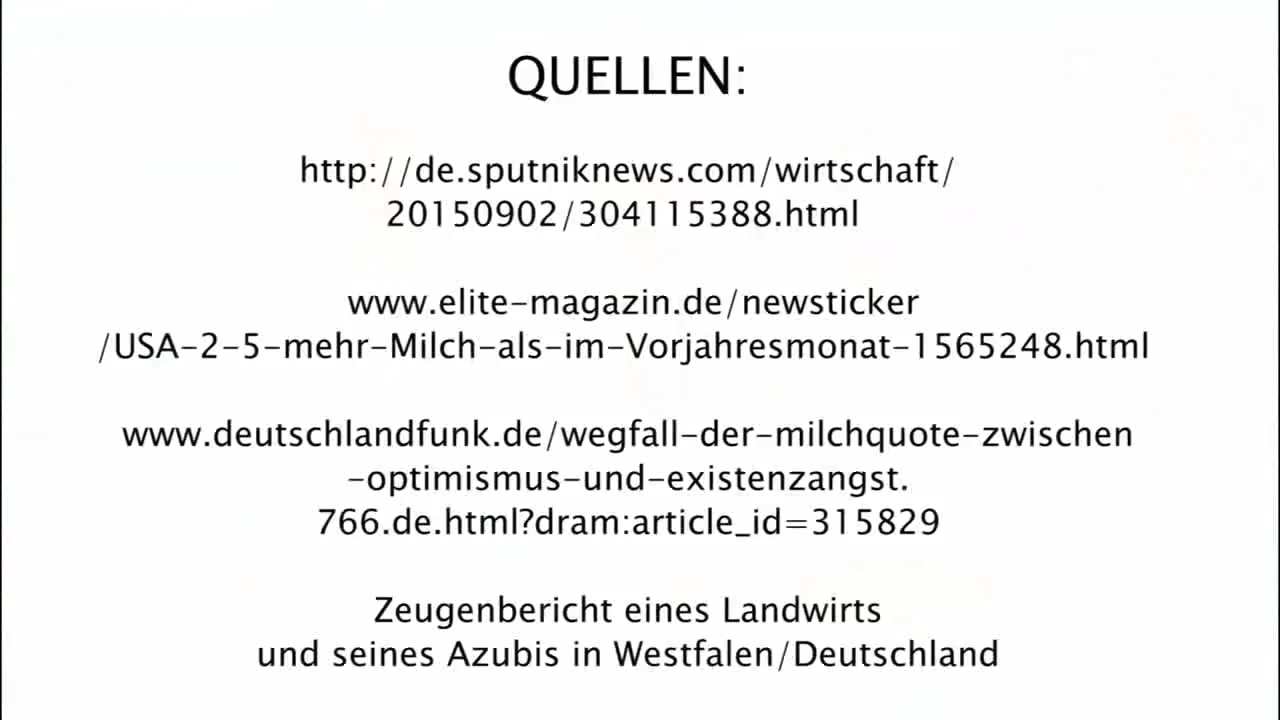 QUELLEN:
http://de.sputniknews.com/wirtschaft/
20150902/304115388.html
www.elite-magazin.de/newsticker
/USA-2-5-mehr-Milch-als-im-Vorjahresmonat-1565248.html
www.deutschlandfunk.de/wegfall-der-milchquote-zwischen
-optimismus-und-existenzangst.
766.de.html?dram:article_id=315829
Zeugenbericht eines Landwirts
und seines Azubis in Westfalen/Deutschland